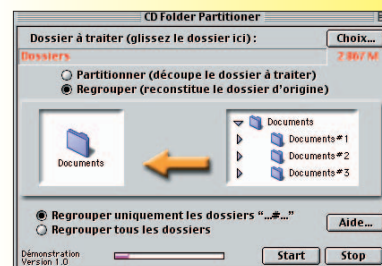 CD Folder Partitioner
Dossier à traiter (glissez le dossier ici) :
Choix...
Dossiers
Partitionner (découpe le dossier à traiter)
Regrouper (reconstitue le dossier d'origine)
Documents
Documents
Documents#1
Documents#2
Documents#3
Regrouper uniquement les dossiers "...#..."
Regrouper tous les dossiers
Aide...
Démonstration
Version 1.0
Start
Stop